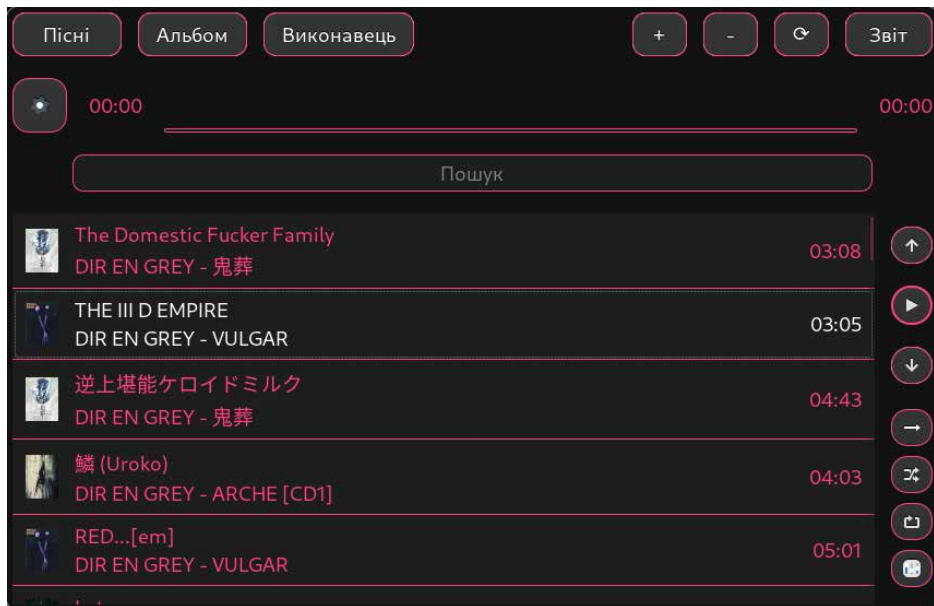 Пісні
Альбом
Виконавець
+
-
⟳
Звіт
00:00
00:00
Пошук
The Domestic Fucker Family
DIR EN GREY - 鬼葬
03:08
THE III D EMPIRE
DIR EN GREY - VULGAR
03:05
逆上堪能ケロイドミルク
DIR EN GREY - 鬼葬
04:43
鱗 (Uroko)
DIR EN GREY - ARCHE [CD1]
04:03
RED...[em]
DIR EN GREY - VULGAR
05:01